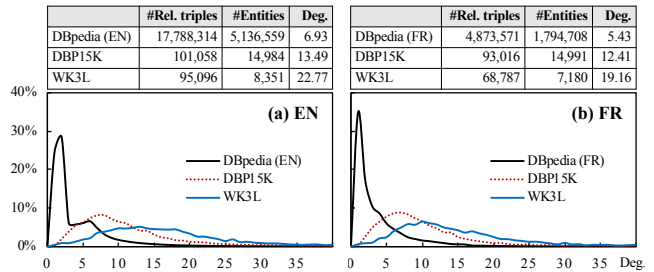 #Rel. triples #Entities Deg.
DBpedia (EN) 17,788,314 5,136,559 6.93
DBP15K 101,058 14,984 13.49
WK3L 95,096 8,351 22.77
#Rel. triples #Entities Deg.
DBpedia (FR) 4,873,571 1,794,708 5.43
DBP15K 93,016 14,991 12.41
WK3L 68,787 7,180 19.16
40%
30%
20%
10%
0%
(a) EN
DBpedia (EN)
DBP15K
WK3L
0 5 10 15 20 25 30 35
(b) FR
DBpedia (FR)
DBP15K
WK3L
0 5 10 15 20 25 30 35 Deg.